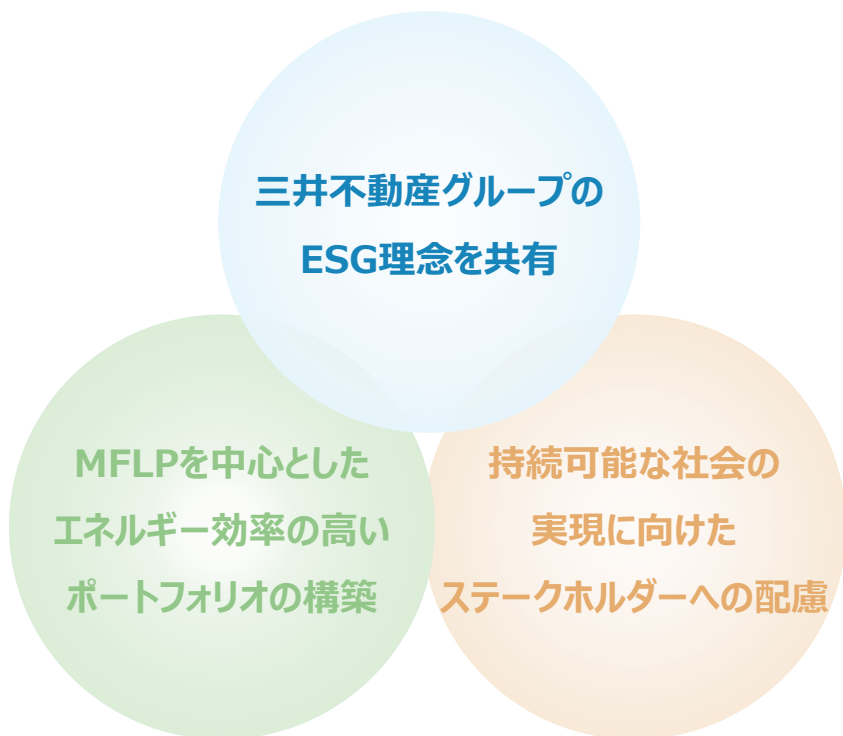 三井不動産グループの
ESG理念を共有
MFLPを中心とした
エネルギー効率の高い
ポートフォリオの構築
持続可能な社会の
実現に向けた
ステークホルダーへの配慮